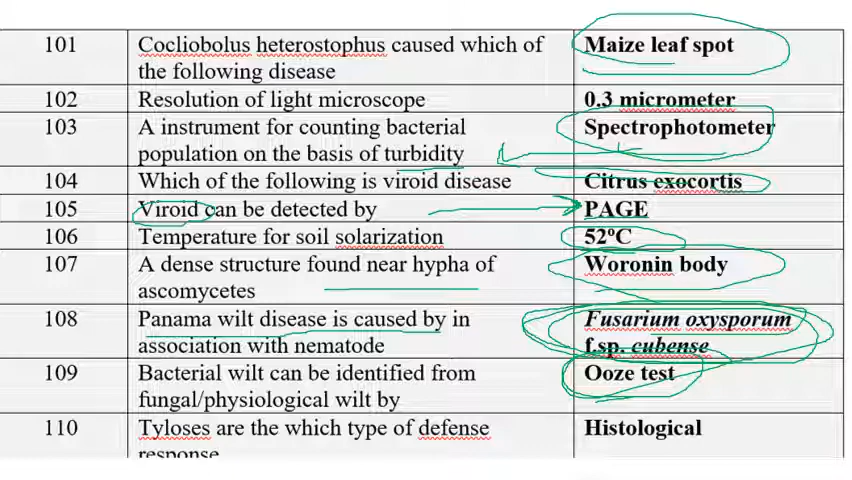 101 Cocliobolus heterostophus caused which of Maize leaf spot
the following disease
102 Resolution of light microscope 0.3 micrometer
103 A instrument for counting bacterial Spectrophotometer
population on the basis of turbidity
104 Which of the following is viroid disease Citrus exocortis
105 Viroid can be detected by PAGE
106 Temperature for soil solarization 52ºC
107 A dense structure found near hypha of Woronin body
ascomycetes
108 Panama wilt disease is caused by in Fusarium oxysporum
association with nematode f.sp. cubense
109 Bacterial wilt can be identified from Ooze test
fungal/physiological wilt by
110 Tyloses are the which type of defense Histological
response